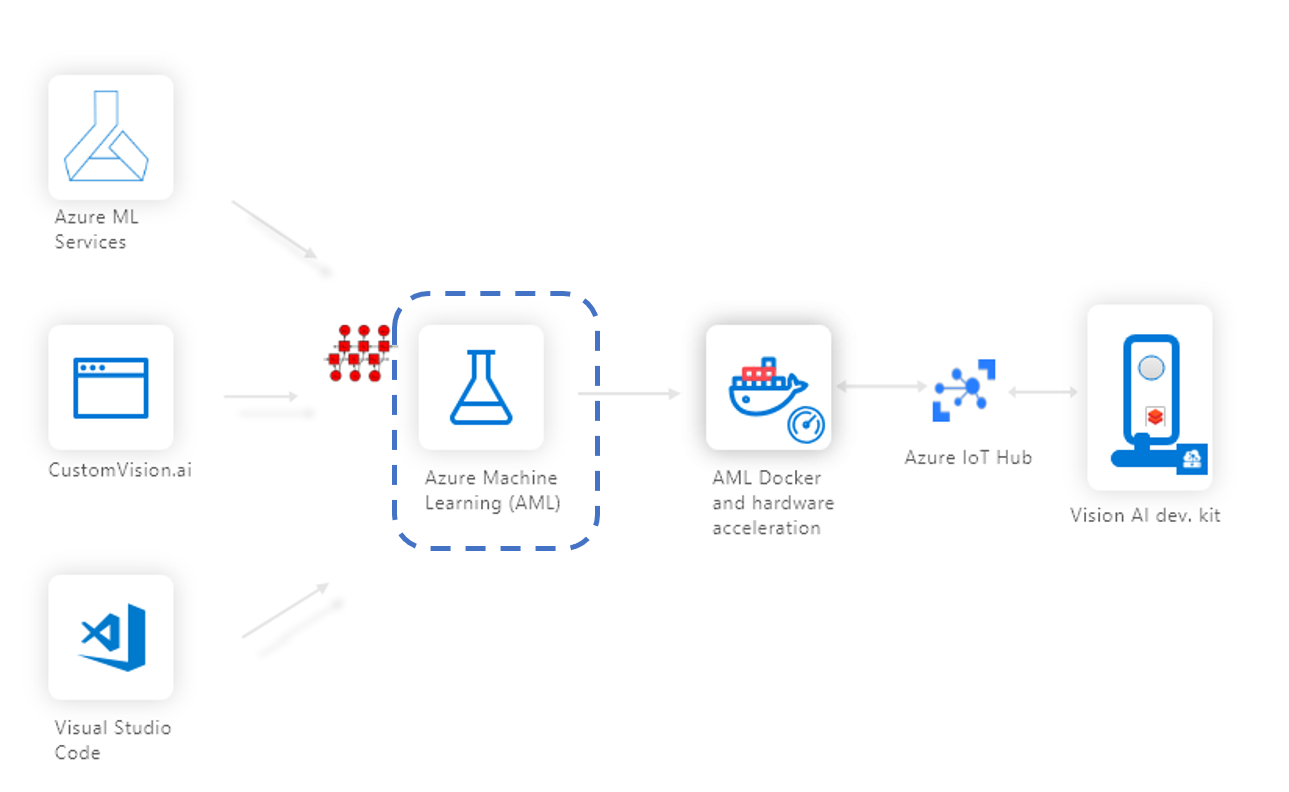 Azure ML
Services
CustomVision.ai
Visual Studio
Code
Azure Machine
Learning (AML)
AML Docker
and hardware
acceleration
Azure IoT Hub
Vision AI dev. kit